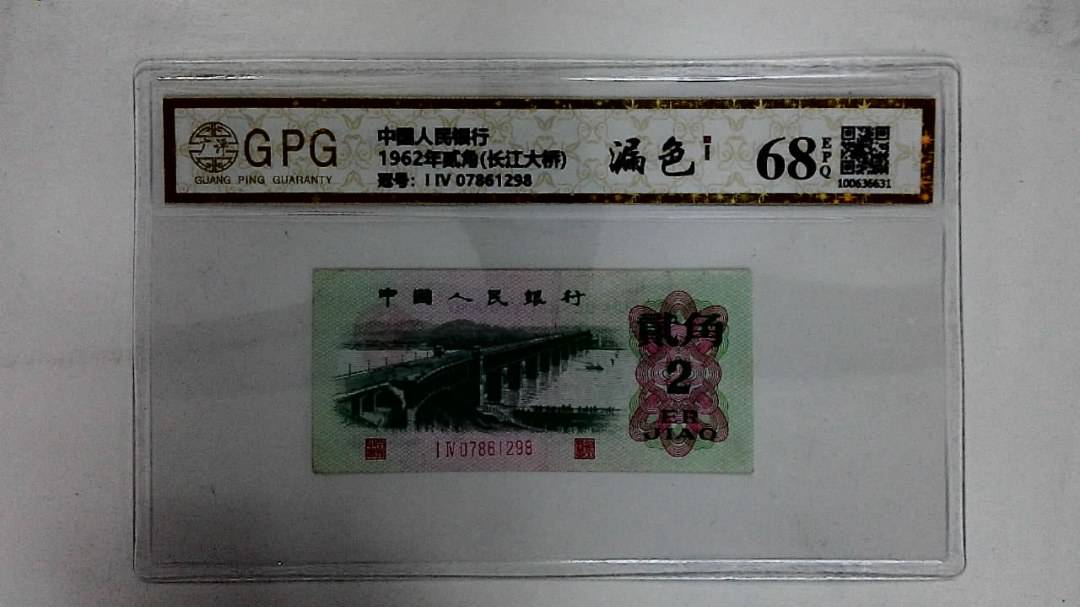 GPG
GUANG PING GUARANTY
中國人民银行
1962年贰角(长江大桥)
冠号: I IV 07861298
漏色
68 EPQ
100636631
中國人民银行
贰角
2
ER
JIAO
I IV 07861298